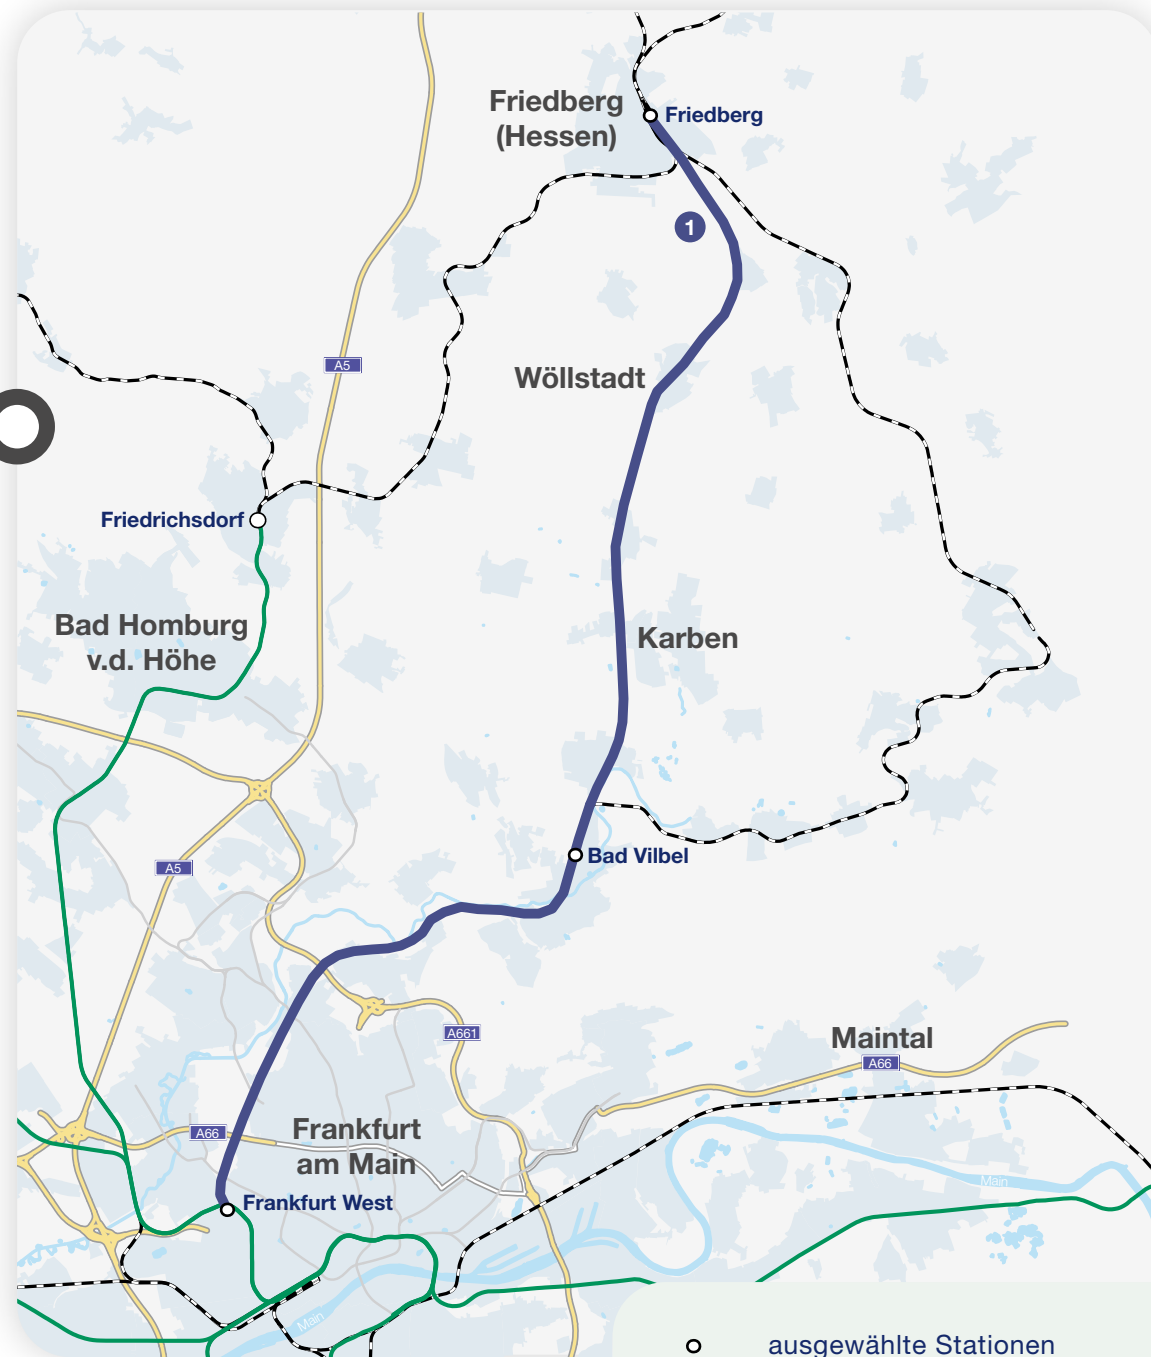 Friedberg
(Hessen)
Friedberg
1
A5
Wöllstadt
Friedrichsdorf
Bad Homburg
v.d. Höhe
Karben
Bad Vilbel
A5
A661
Maintal
A66
A66
Frankfurt
am Main
Main
Frankfurt West
Main
ausgewählte Stationen